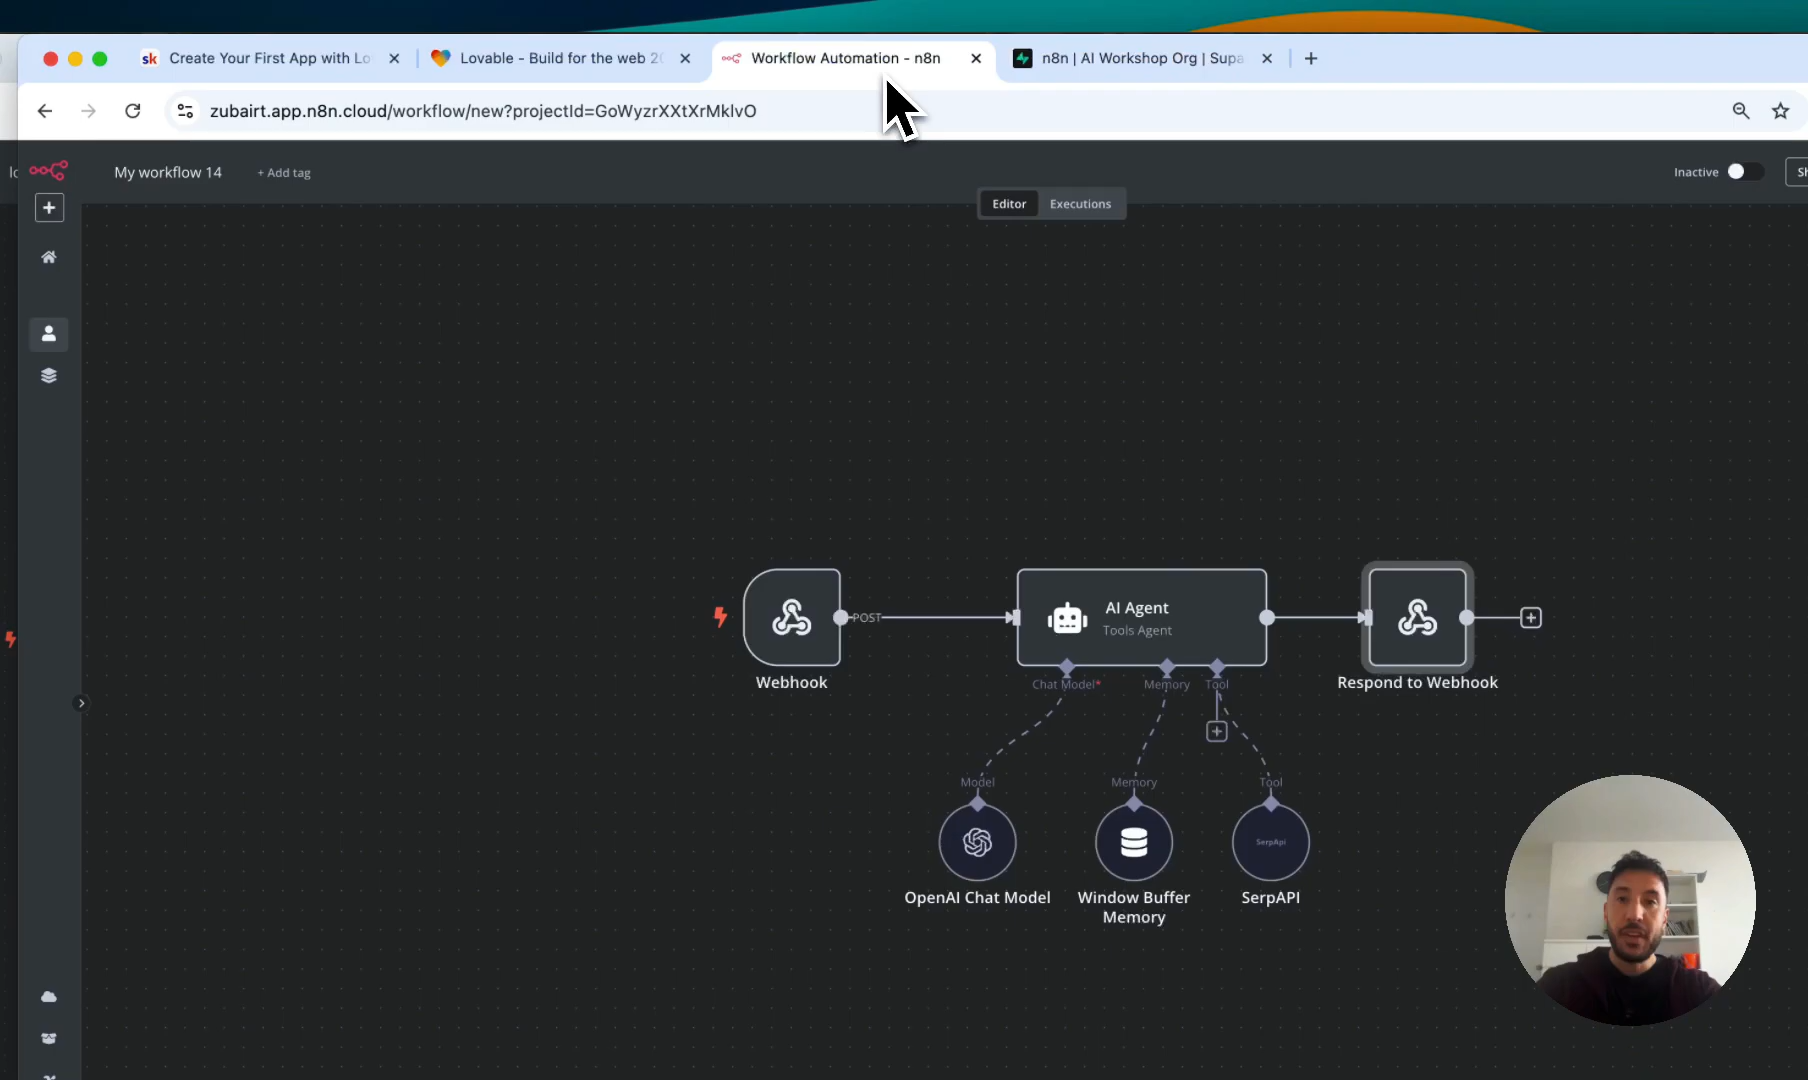 sk Create Your First App with Lo
Lovable - Build for the web 20
Workflow Automation - n8n
n8n | AI Workshop Org | Supa
zubairt.app.n8n.cloud/workflow/new?projectId=GoWyzrXXtXrMklvO
My workflow 14
+ Add tag
Inactive
Sh
Editor
Executions
POST
AI Agent
Tools Agent
Webhook
Chat Model*
Memory
Tool
Respond to Webhook
Model
Memory
Tool
SerpApi
OpenAI Chat Model
Window Buffer
Memory
SerpAPI